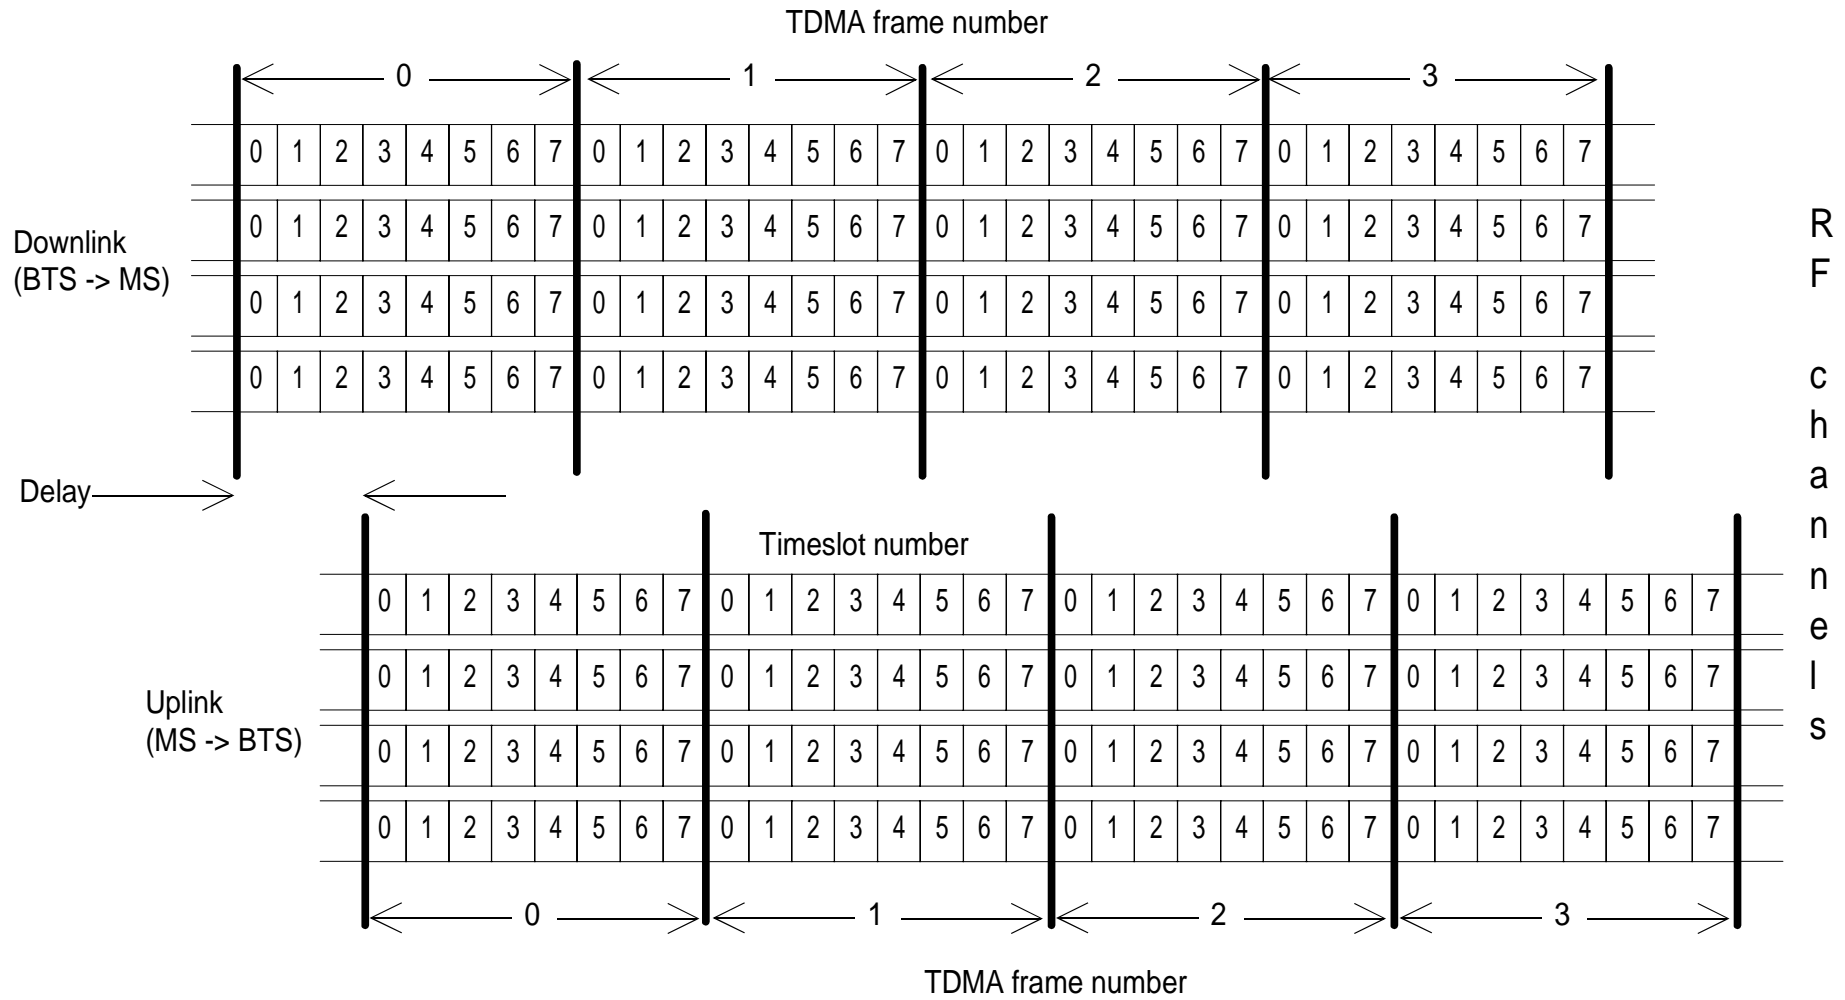 TDMA frame number
0 1 2 3
0 1 2 3 4 5 6 7 0 1 2 3 4 5 6 7 0 1 2 3 4 5 6 7 0 1 2 3 4 5 6 7
0 1 2 3 4 5 6 7 0 1 2 3 4 5 6 7 0 1 2 3 4 5 6 7 0 1 2 3 4 5 6 7
0 1 2 3 4 5 6 7 0 1 2 3 4 5 6 7 0 1 2 3 4 5 6 7 0 1 2 3 4 5 6 7
0 1 2 3 4 5 6 7 0 1 2 3 4 5 6 7 0 1 2 3 4 5 6 7 0 1 2 3 4 5 6 7
Downlink
(BTS -> MS)
Delay
Timeslot number
0 1 2 3 4 5 6 7 0 1 2 3 4 5 6 7 0 1 2 3 4 5 6 7 0 1 2 3 4 5 6 7
0 1 2 3 4 5 6 7 0 1 2 3 4 5 6 7 0 1 2 3 4 5 6 7 0 1 2 3 4 5 6 7
0 1 2 3 4 5 6 7 0 1 2 3 4 5 6 7 0 1 2 3 4 5 6 7 0 1 2 3 4 5 6 7
0 1 2 3 4 5 6 7 0 1 2 3 4 5 6 7 0 1 2 3 4 5 6 7 0 1 2 3 4 5 6 7
Uplink
(MS -> BTS)
0 1 2 3
TDMA frame number
RF channels